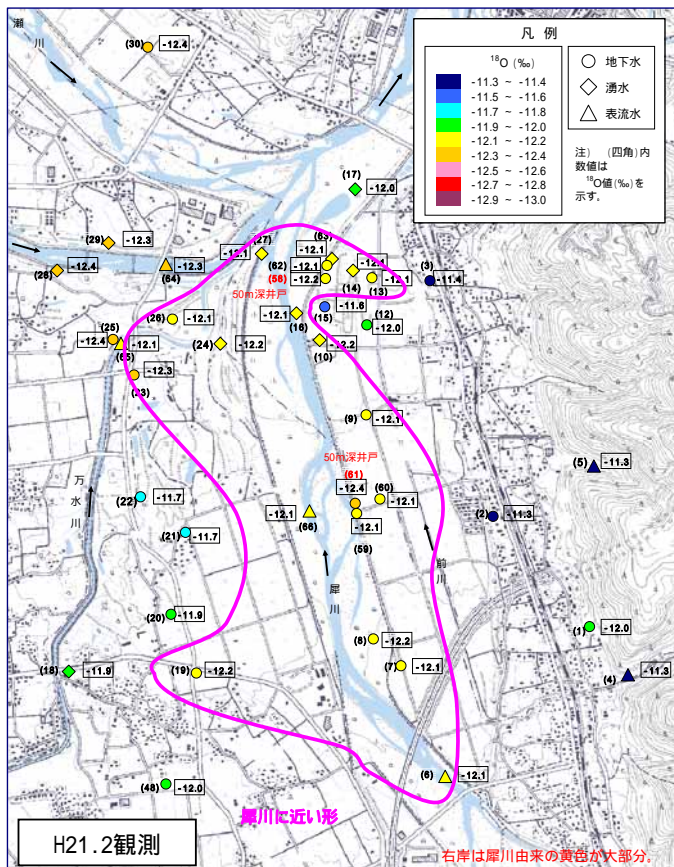 瀬
川
(30) -12.4
凡 例
¹⁸O (‰)
-11.3 ~ -11.4
-11.5 ~ -11.6
-11.7 ~ -11.8
-11.9 ~ -12.0
-12.1 ~ -12.2
-12.3 ~ -12.4
-12.5 ~ -12.6
-12.7 ~ -12.8
-12.9 ~ -13.0
地下水
湧水
表流水
注) (四角)内
数値は
¹⁸O値(‰)を
示す。
(17) -12.0
(29) -12.3
(28) -12.4
-12.3
(64)
(27)
-12.1
(63)
-12.1
(62) -12.1
(58) -12.2
-12.1
(14)
-12.1
(13)
(3)
-11.4
50m深井戸
-12.1
(16)
-11.6
(15)
(12)
-12.0
(26) -12.1
(25)
-12.4
-12.1
(65)
(24) -12.2
-12.2
(10)
-12.3
(23)
(9) -12.1
50m深井戸
(61)
-12.4
(60)
-12.1
-12.1
(59)
(5) -11.3
(22) -11.7
(21) -11.7
-12.1
(66)
(2) -11.3
万
水
川
犀
川
前
川
(20) -11.9
(1) -12.0
(8) -12.2
(7) -12.1
(18) -11.9
(19) -12.2
-11.3
(4)
(6) -12.1
(48) -12.0
犀川に近い形
H21.2観測
右岸は犀川由来の黄色が大部分。